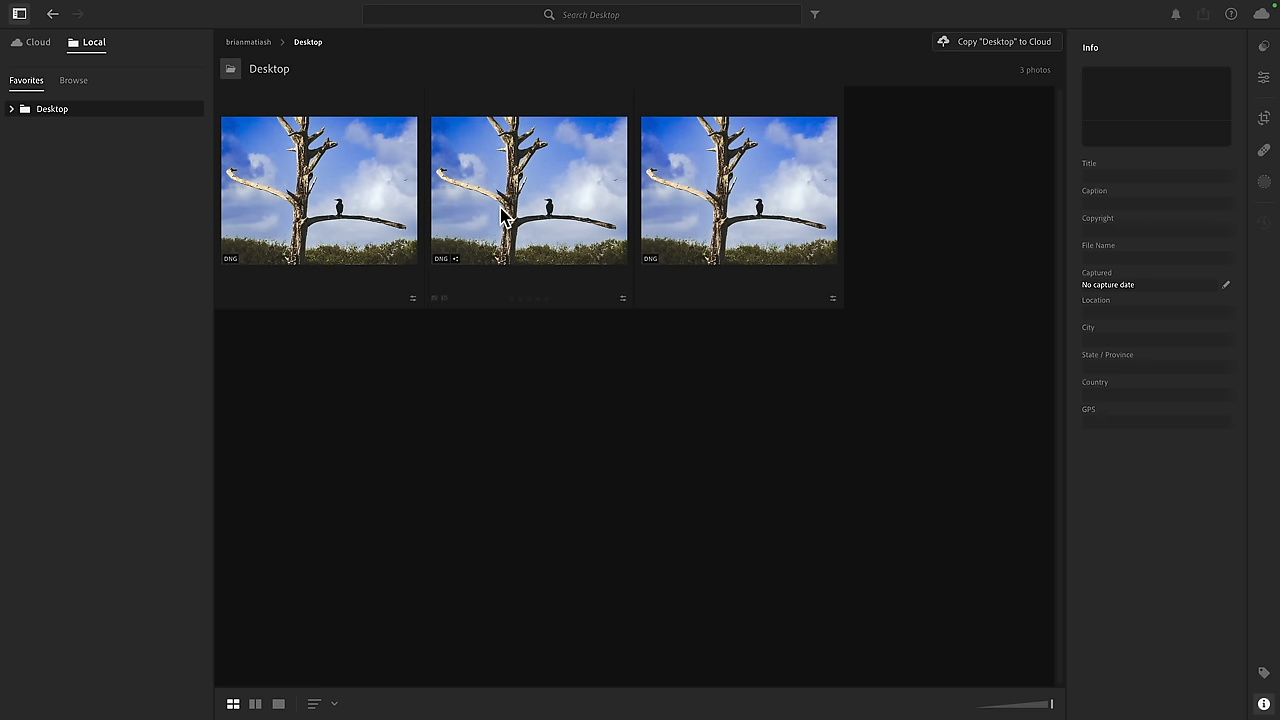 Search Desktop
Cloud
Local
Favorites
Browse
Desktop
brianmatiash
Desktop
Copy "Desktop" to Cloud
Desktop
3 photos
DNG
DNG
DNG
Info
Title
Caption
Copyright
File Name
Captured
No capture date
Location
City
State / Province
Country
GPS